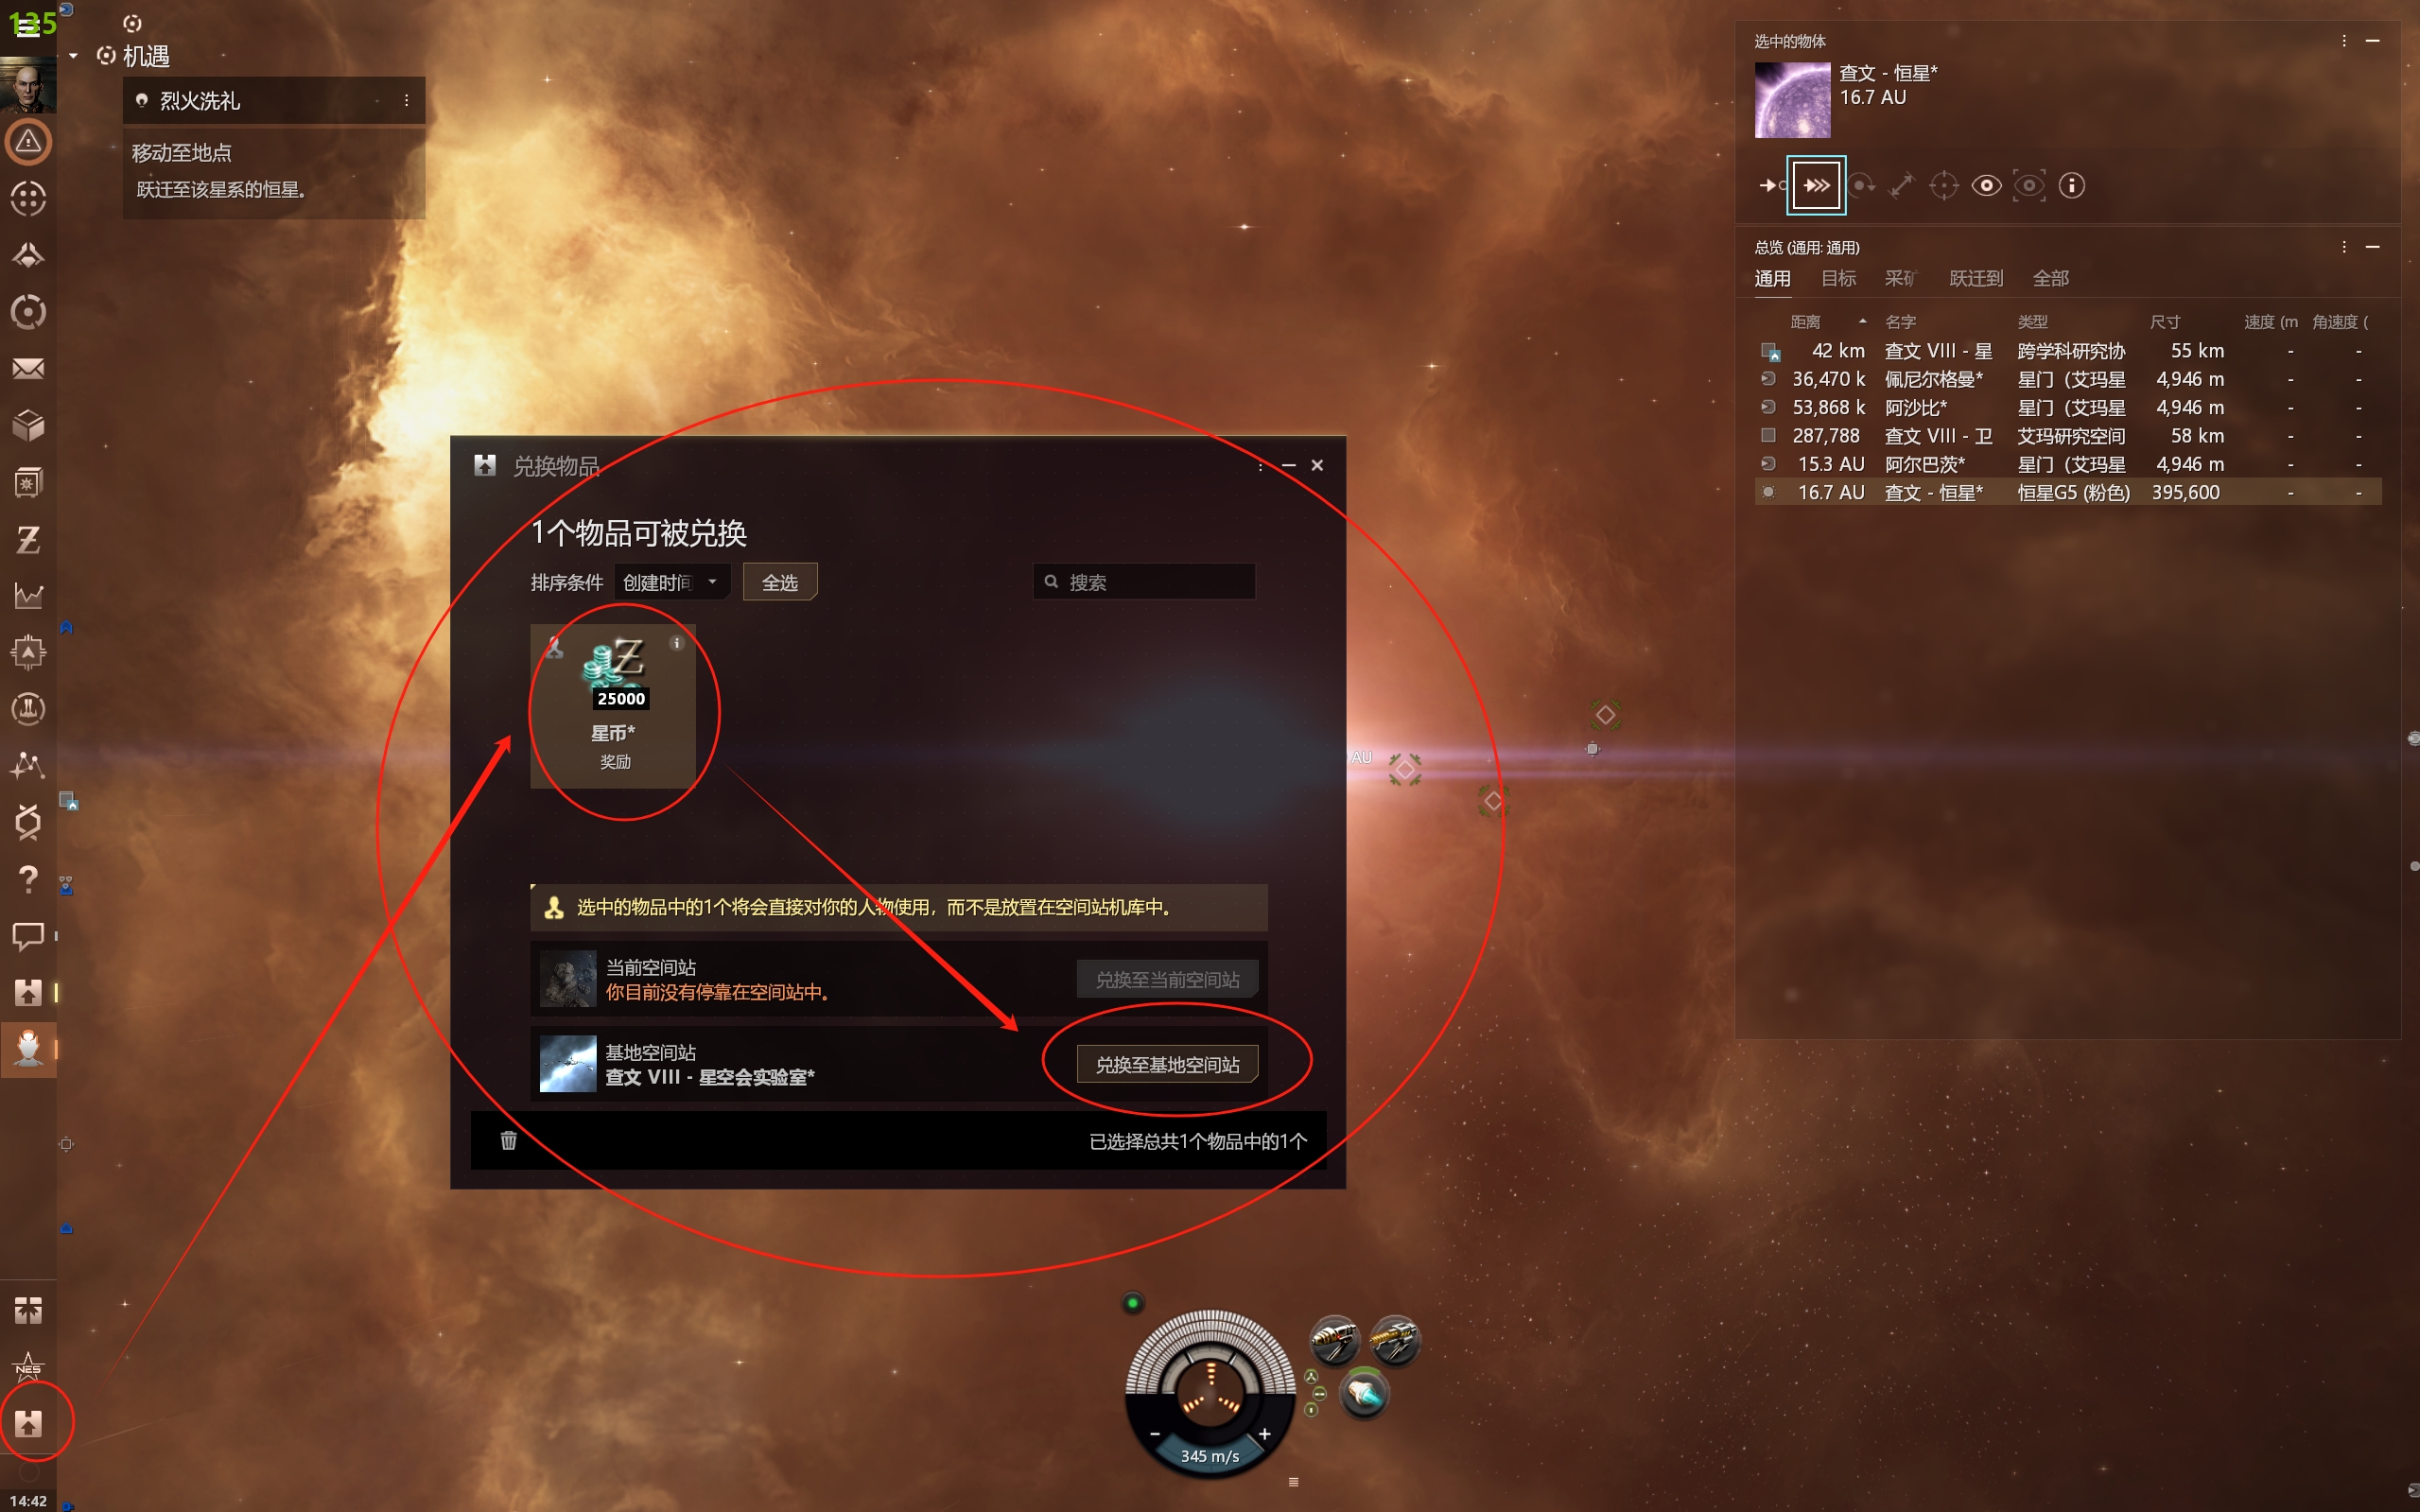 135
机遇
烈火洗礼
移动至地点
跃迁至该星系的恒星。
选中的物体
查文 - 恒星*
16.7 AU
总览 (通用: 通用)
通用 目标 采矿 跃迁到 全部
距离 名字 类型 尺寸 速度 (m 角速度 (
42 km 查文 VIII - 星 跨学科研究协 55 km - -
36,470 k 佩尼尔格曼* 星门（艾玛星 4,946 m - -
53,868 k 阿沙比* 星门（艾玛星 4,946 m - -
287,788 查文 VIII - 卫 艾玛研究空间 58 km - -
15.3 AU 阿尔巴茨* 星门（艾玛星 4,946 m - -
16.7 AU 查文 - 恒星* 恒星G5 (粉色) 395,600 - -
兑换物品
1个物品可被兑换
排序条件 创建时间 全选 搜索
Z
25000
星币*
奖励
AU
选中的物品中的1个将会直接对你的人物使用，而不是放置在空间站机库中。
当前空间站
你目前没有停靠在空间站中。
兑换至当前空间站
基地空间站
查文 VIII - 星空会实验室*
兑换至基地空间站
已选择总共1个物品中的1个
NES
345 m/s
14:42